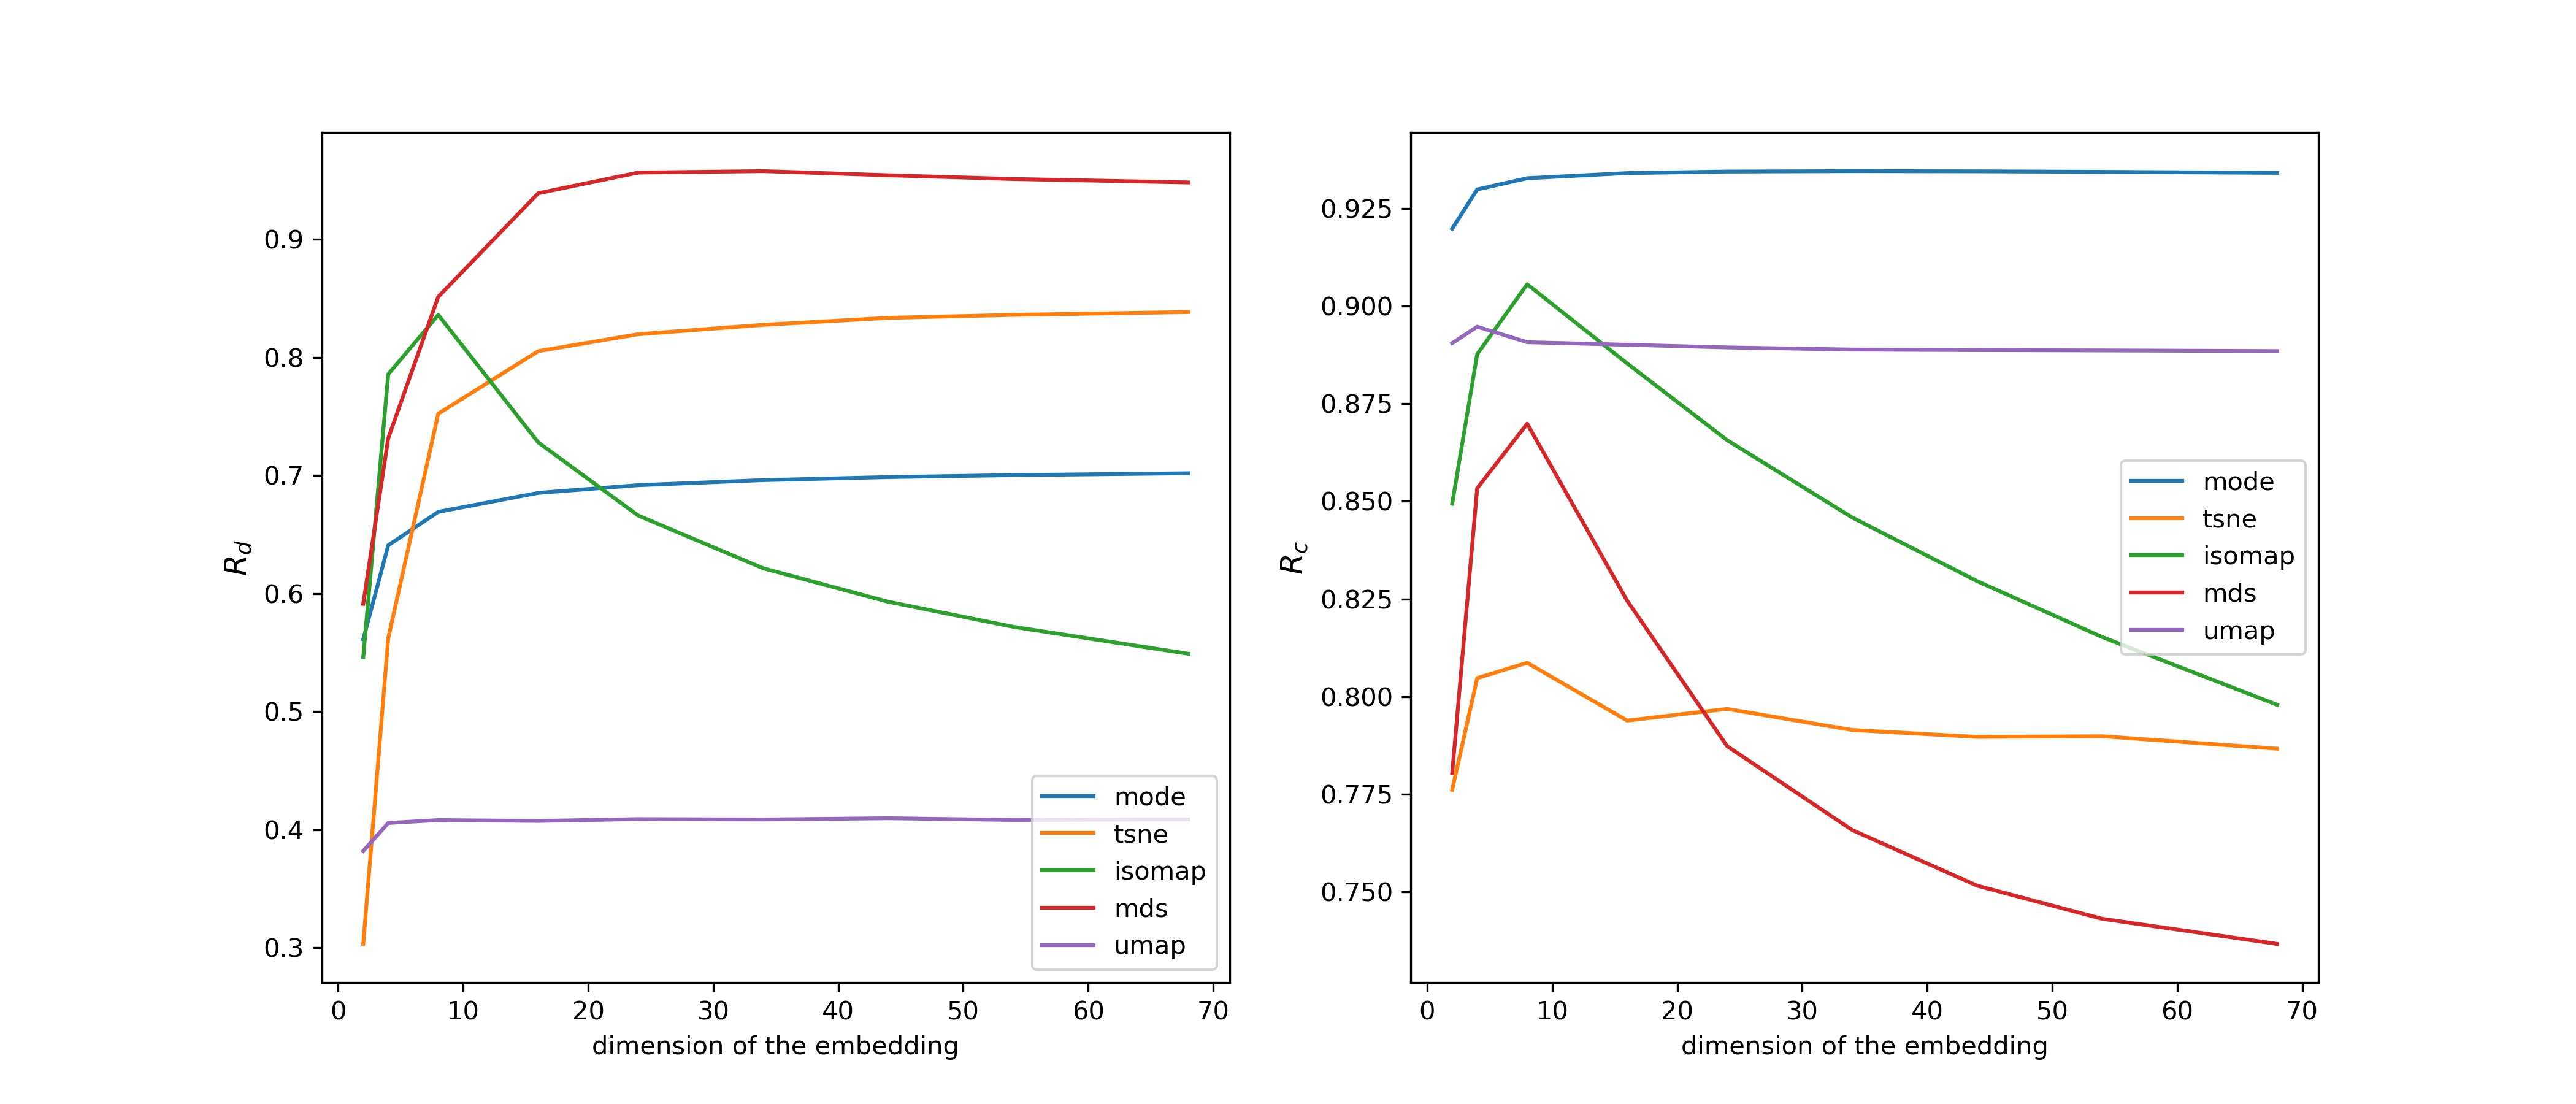 0.9
0.8
0.7
0.6
0.5
0.4
0.3
R_d
0 10 20 30 40 50 60 70
dimension of the embedding
mode
tsne
isomap
mds
umap
0.925
0.900
0.875
0.850
0.825
0.800
0.775
0.750
R_c
0 10 20 30 40 50 60 70
dimension of the embedding
mode
tsne
isomap
mds
umap